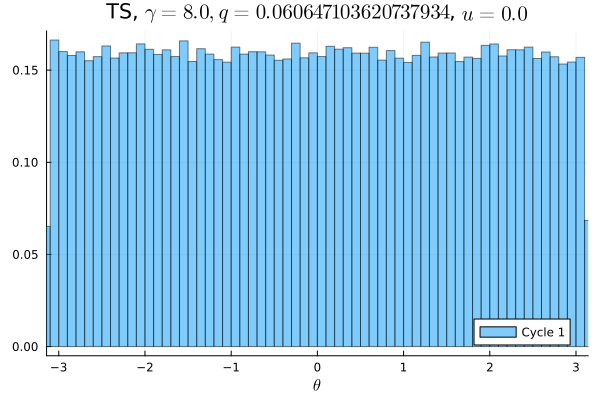 TS, γ = 8.0, q = 0.060647103620737934, u = 0.0
0.15
0.10
0.05
0.00
Cycle 1
−3 −2 −1 0 1 2 3
θ